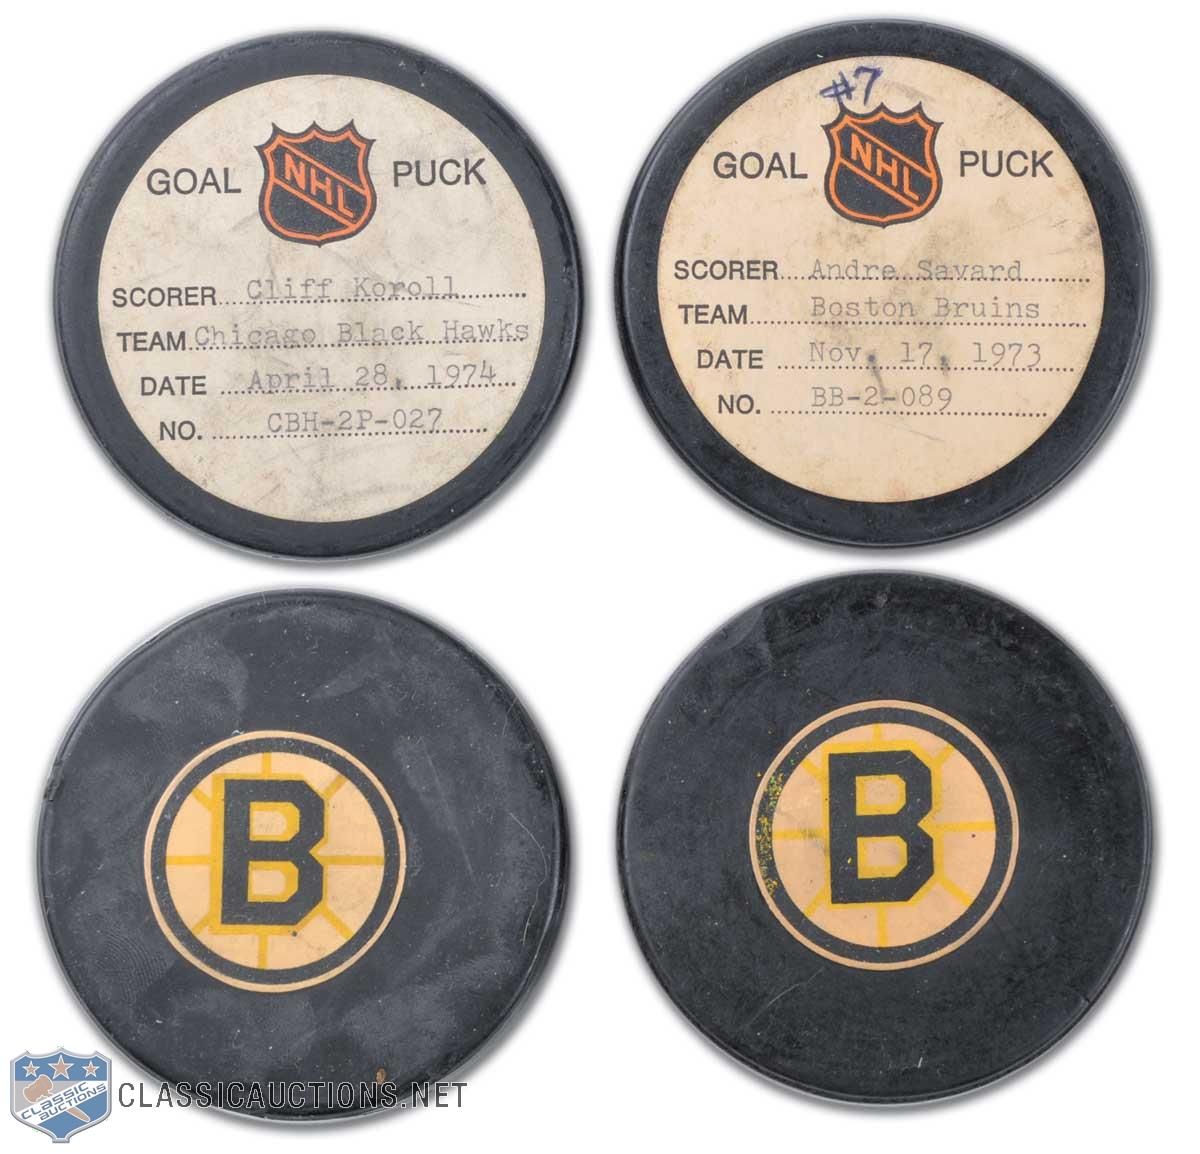 GOAL NHL PUCK
SCORER Cliff Koroll
TEAM Chicago Black Hawks
DATE April 28, 1974
NO. CBH-2P-027
#7
GOAL NHL PUCK
SCORER Andre Savard
TEAM Boston Bruins
DATE Nov. 17, 1973
NO. BB-2-089
B
B
CLASSIC AUCTIONS
CLASSICAUCTIONS.NET